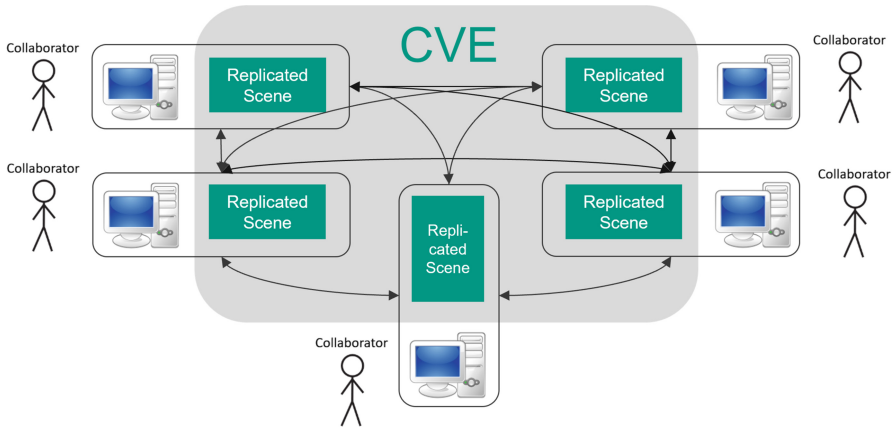 CVE
Collaborator
Replicated
Scene
Replicated
Scene
Collaborator
Collaborator
Replicated
Scene
Replicated
Scene
Collaborator
Repli-
cated
Scene
Collaborator